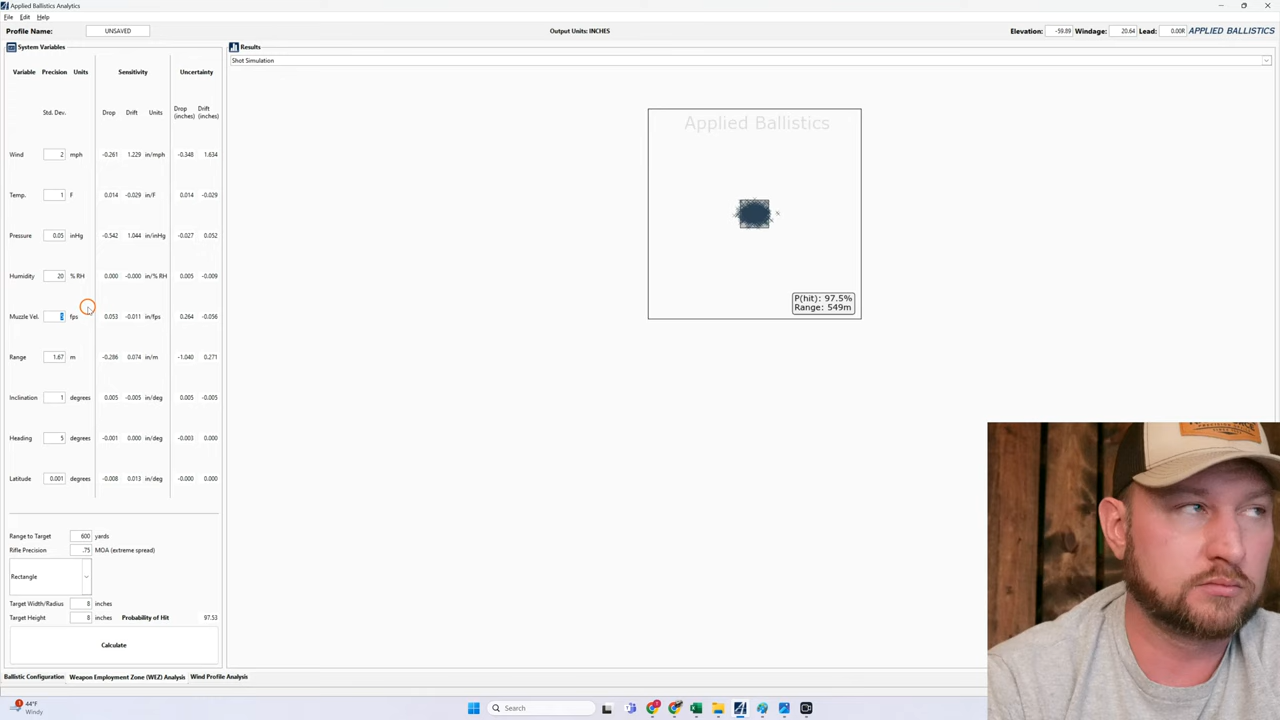 Applied Ballistics Analytics
File Edit Help
Profile Name: UNSAVED Output Units: INCHES Elevation: -59.89 Windage: 20.64 Lead: 0.00R APPLIED BALLISTICS
System Variables
Results
Shot Simulation
Variable Precision Units Sensitivity Uncertainty
Std. Dev. Drop Drift Units Drop (inches) Drift (inches)
Wind 2 mph -0.261 1.229 in/mph -0.348 1.634
Temp. 1 F 0.014 -0.029 in/F 0.014 -0.029
Pressure 0.05 inHg -0.542 1.044 in/inHg -0.027 0.052
Humidity 20 % RH 0.000 -0.000 in/% RH 0.005 -0.009
Muzzle Vel. fps 0.053 -0.011 in/fps 0.264 -0.056
Range 1.67 m -0.286 0.074 in/m -1.040 0.271
Inclination 1 degrees 0.005 -0.005 in/deg 0.005 -0.005
Heading 5 degrees -0.001 0.000 in/deg -0.003 0.000
Latitude 0.001 degrees -0.008 0.013 in/deg -0.000 0.000
Applied Ballistics
P(hit): 97.5%
Range: 549m
Range to Target 600 yards
Rifle Precision .75 MOA (extreme spread)
Rectangle
Target Width/Radius 8 inches
Target Height 8 inches Probability of Hit 97.53
Calculate
Ballistic Configuration Weapon Employment Zone (WEZ) Analysis Wind Profile Analysis
1
44°F
Windy
Search